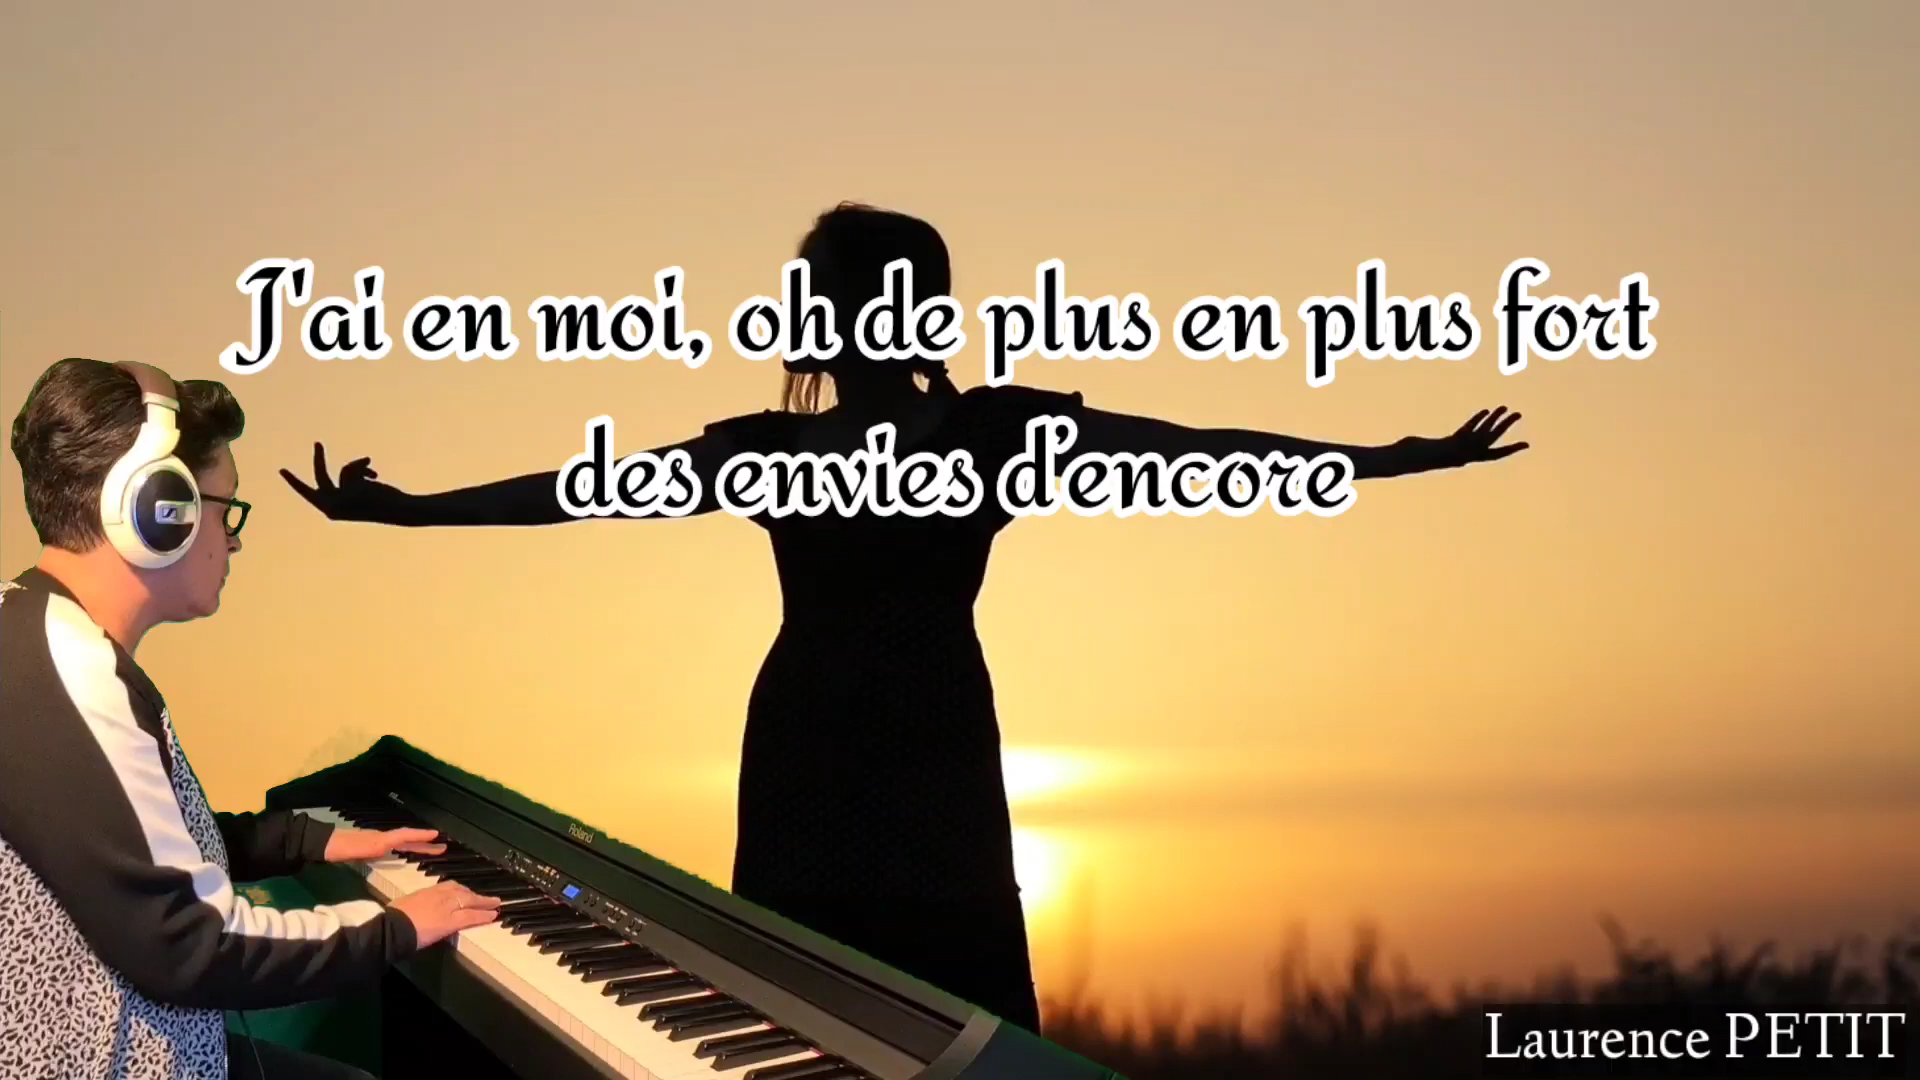 J'ai en moi, oh de plus en plus fort
des envies d’encore
Roland
Laurence PETIT